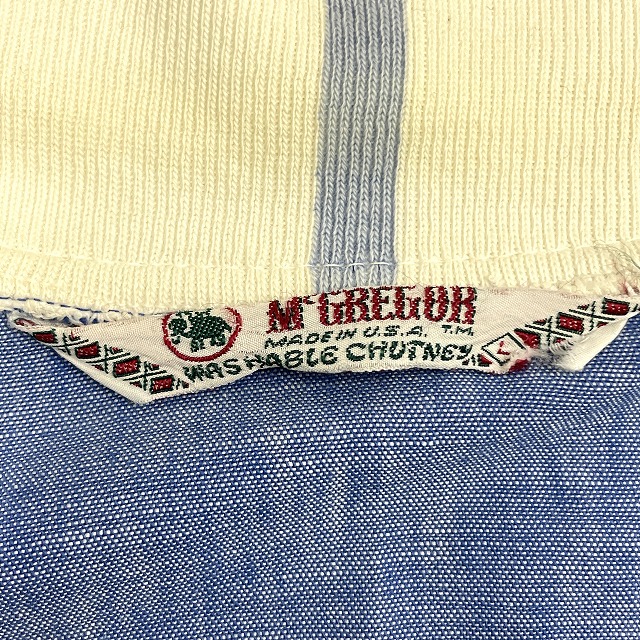 McGREGOR
MADE IN U.S.A. T.M.
WASHABLE CHUTNEY